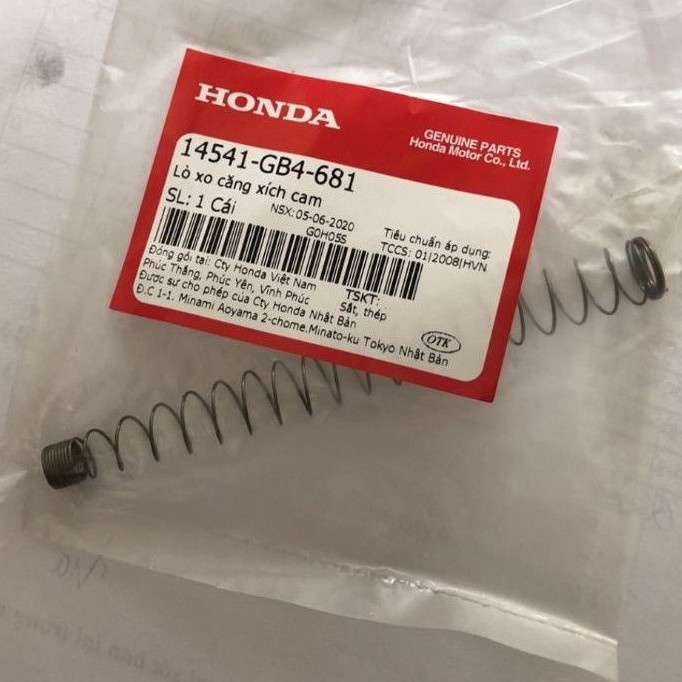 HONDA
GENUINE PARTS
Honda Motor Co., Ltd.
14541-GB4-681
Lò xo căng xích cam
SL: 1 Cái
NSX: 05-06-2020
G0H05S
Tiêu chuẩn áp dụng:
TCCS: 01|2008|HVN
Đóng gói tại: Cty Honda Việt Nam
Phúc Thắng, Phúc Yên, Vĩnh Phúc
Được sự cho phép của Cty Honda Nhật Bản
Đ.C 1-1. Minami Aoyama 2-chome.Minato-ku Tokyo Nhật Bản
TSKT:
Sắt, thép
OTK